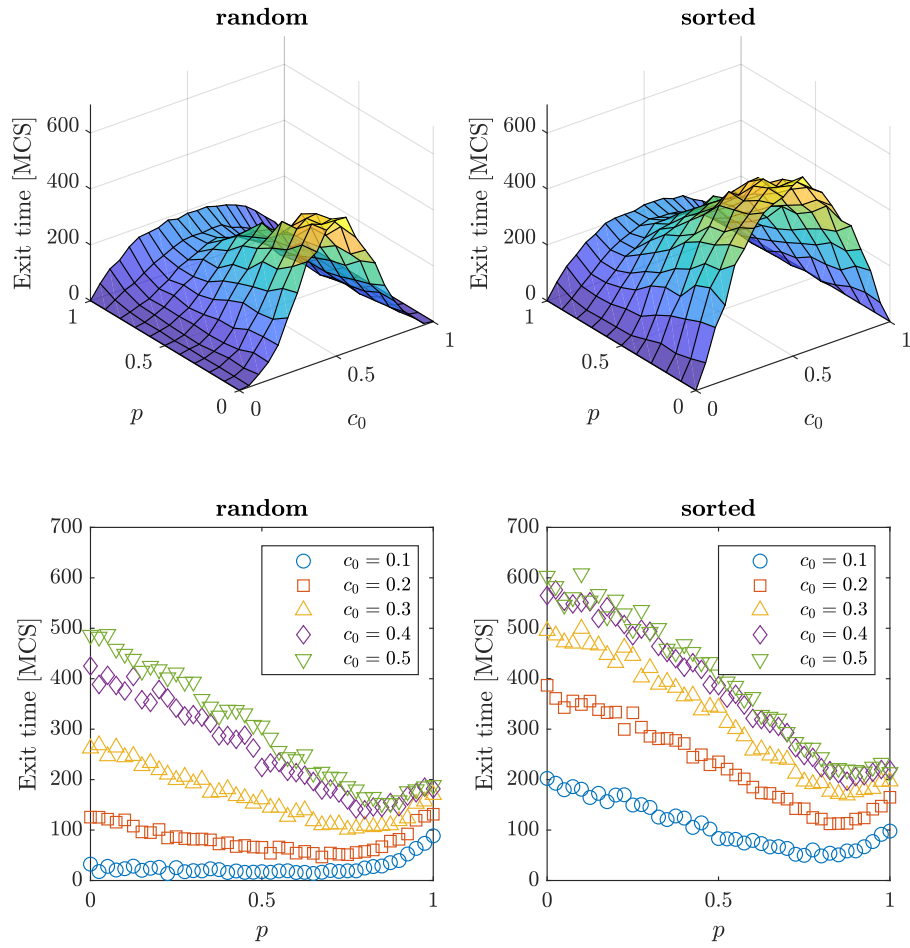 random
Exit time [MCS]
600
400
200
0
1
0.5
0
p
0
0.5
1
c0
sorted
Exit time [MCS]
600
400
200
0
1
0.5
0
p
0
0.5
1
c0
random
Exit time [MCS]
700
600
500
400
300
200
100
0
0
0.5
1
p
c0 = 0.1
c0 = 0.2
c0 = 0.3
c0 = 0.4
c0 = 0.5
sorted
Exit time [MCS]
700
600
500
400
300
200
100
0
0
0.5
1
p
c0 = 0.1
c0 = 0.2
c0 = 0.3
c0 = 0.4
c0 = 0.5